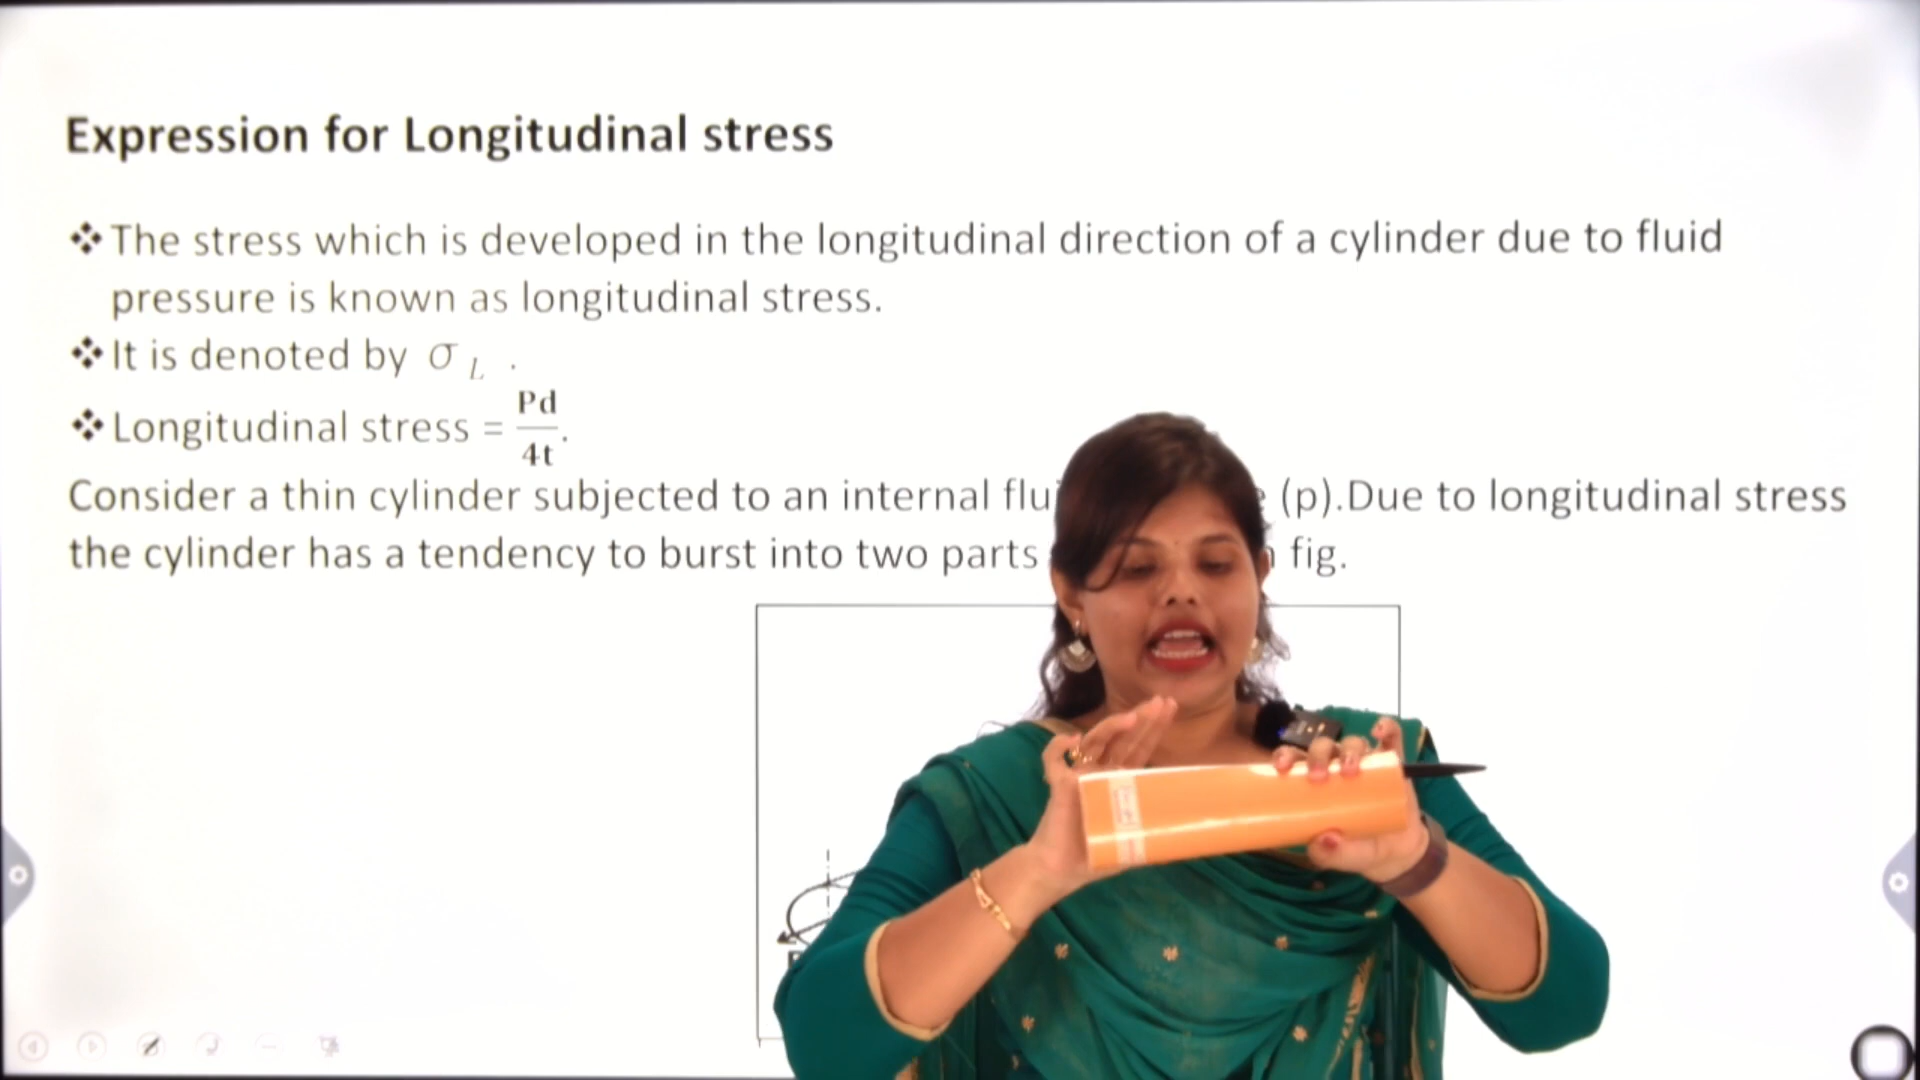 Expression for Longitudinal stress
❖ The stress which is developed in the longitudinal direction of a cylinder due to fluid
pressure is known as longitudinal stress.
❖ It is denoted by σ L .
❖ Longitudinal stress = Pd/4t.
Consider a thin cylinder subjected to an internal flu (p).Due to longitudinal stress
the cylinder has a tendency to burst into two parts fig.